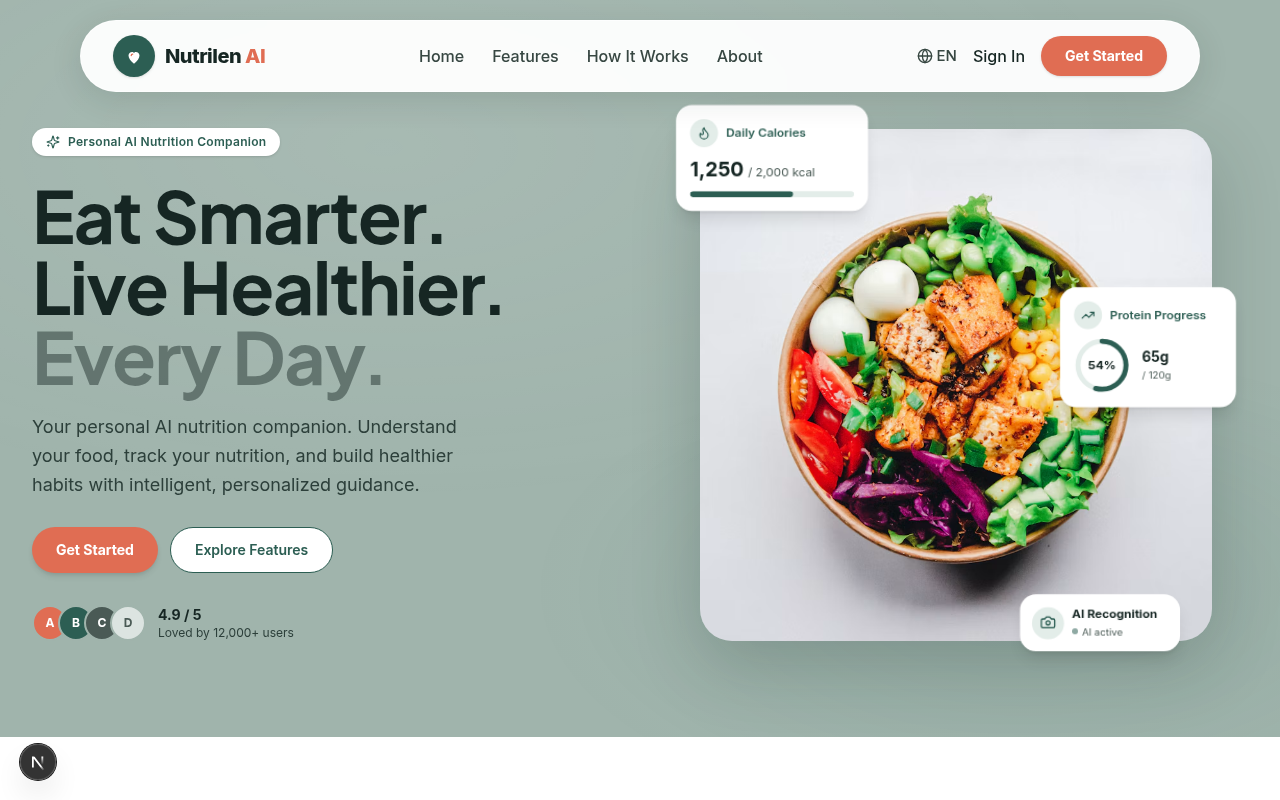 Nutrilen AI
Home
Features
How It Works
About
EN
Sign In
Get Started
Personal AI Nutrition Companion
Eat Smarter.
Live Healthier.
Every Day.
Your personal AI nutrition companion. Understand
your food, track your nutrition, and build healthier
habits with intelligent, personalized guidance.
Get Started
Explore Features
A
B
C
D
4.9 / 5
Loved by 12,000+ users
Daily Calories
1,250 / 2,000 kcal
Protein Progress
54%
65g
/ 120g
AI Recognition
AI active
N